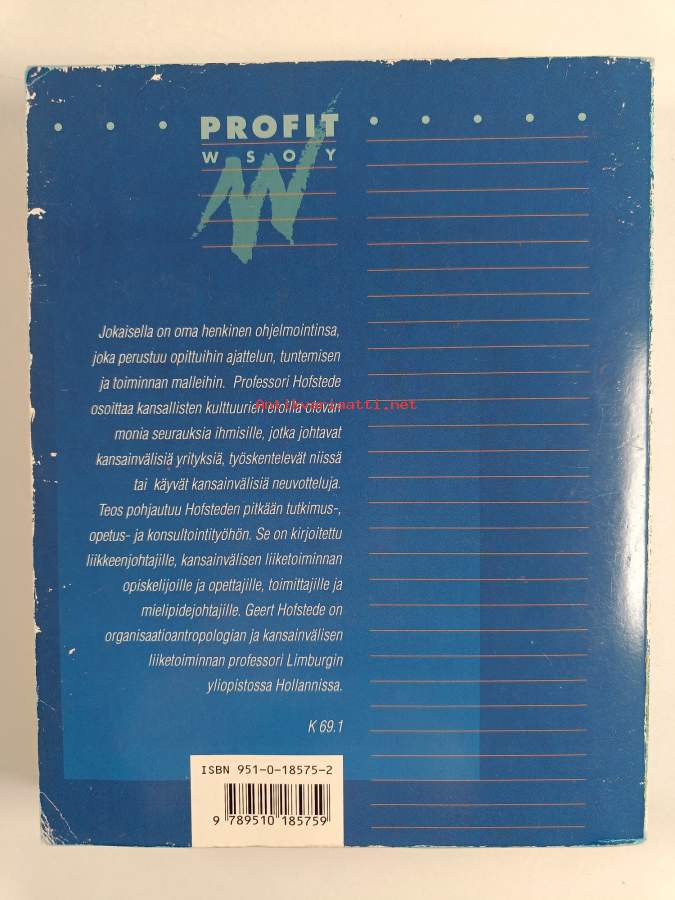 PROFIT
WSOY
Jokaisella on oma henkinen ohjelmointinsa,
joka perustuu opittuihin ajattelun, tuntemisen
ja toiminnan malleihin. Professori Hofstede
osoittaa kansallisten kulttuurien eroilla olevan
Antikvariaatti.net
monia seurauksia ihmisille, jotka johtavat
kansainvälisiä yrityksiä, työskentelevät niissä
tai käyvät kansainvälisiä neuvotteluja.
Teos pohjautuu Hofsteden pitkään tutkimus-,
opetus- ja konsultointityöhön. Se on kirjoitettu
liikkeenjohtajille, kansainvälisen liiketoiminnan
opiskelijoille ja opettajille, toimittajille ja
mielipidejohtajille. Geert Hofstede on
organisaatioantropologian ja kansainvälisen
liiketoiminnan professori Limburgin
yliopistossa Hollannissa.
K 69.1
ISBN 951-0-18575-2
9 789510 185759